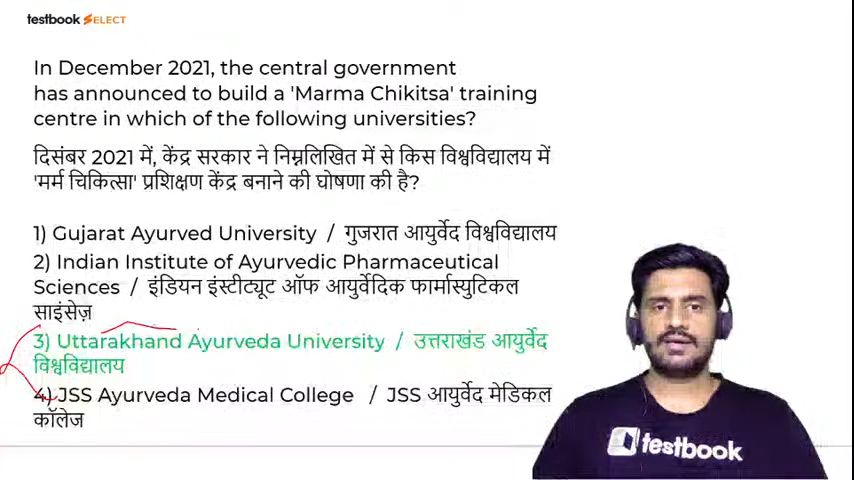 testbook SELECT
In December 2021, the central government
has announced to build a 'Marma Chikitsa' training
centre in which of the following universities?
दिसंबर 2021 में, केंद्र सरकार ने निम्नलिखित में से किस विश्वविद्यालय में
'मर्म चिकित्सा' प्रशिक्षण केंद्र बनाने की घोषणा की है?
1) Gujarat Ayurved University / गुजरात आयुर्वेद विश्वविद्यालय
2) Indian Institute of Ayurvedic Pharmaceutical
Sciences / इंडियन इंस्टीट्यूट ऑफ आयुर्वेदिक फार्मास्युटिकल
साइंसेज़
3) Uttarakhand Ayurveda University / उत्तराखंड आयुर्वेद
विश्वविद्यालय
4) JSS Ayurveda Medical College / JSS आयुर्वेद मेडिकल
कॉलेज
testbook